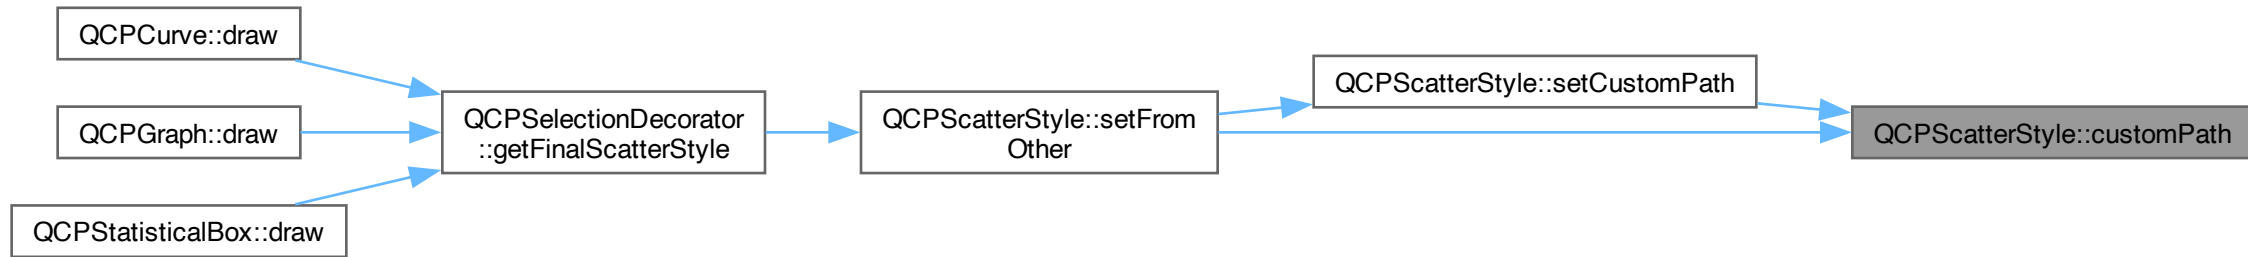 QCPCurve::draw
QCPGraph::draw
QCPStatisticalBox::draw
QCPSelectionDecorator
::getFinalScatterStyle
QCPScatterStyle::setFrom
Other
QCPScatterStyle::setCustomPath
QCPScatterStyle::customPath